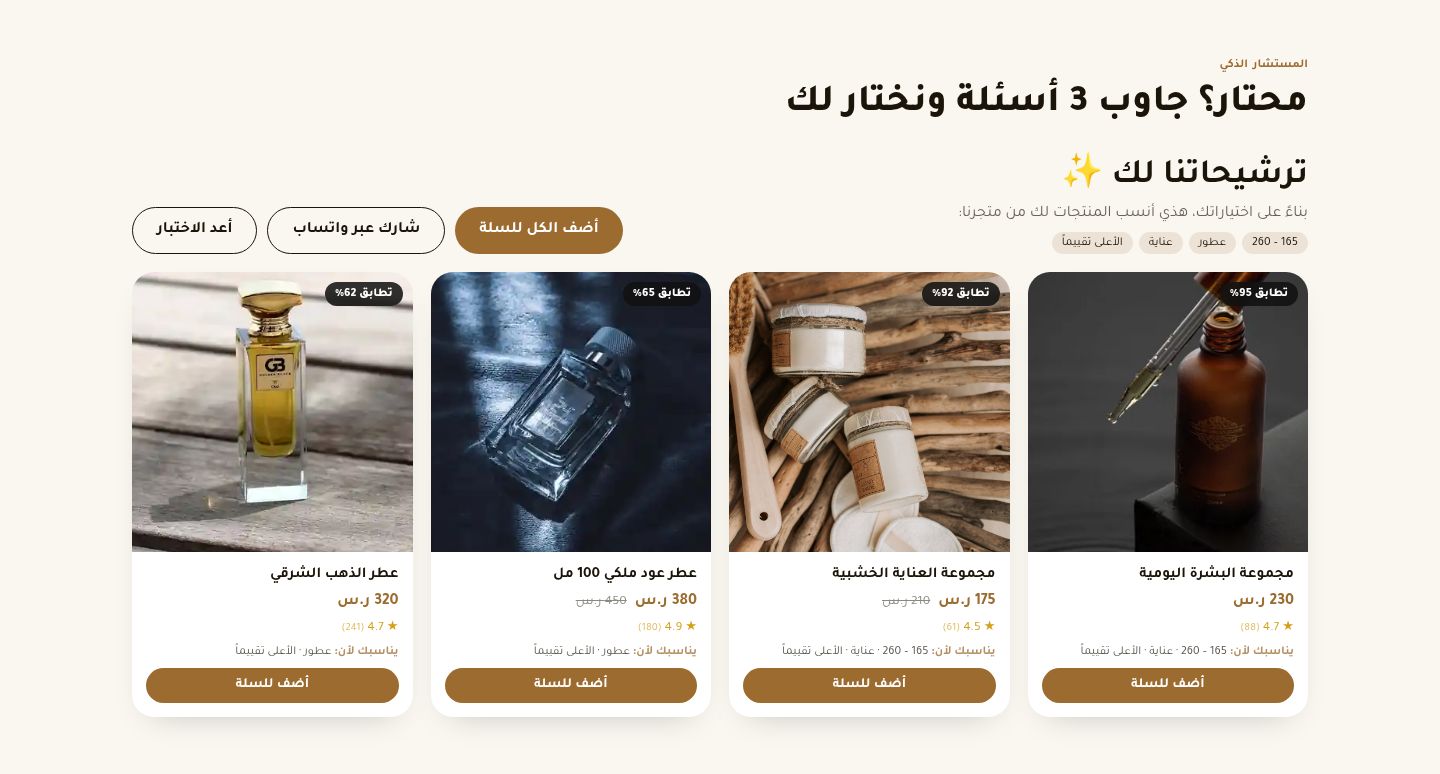 المستشار الذكي
محتار؟ جاوب 3 أسئلة ونختار لك
ترشيحاتنا لك ✨
بناءً على اختياراتك، هذي أنسب المنتجات لك من متجرنا:
165 - 260
عطور
عناية
الأعلى تقييماً
أضف الكل للسلة
شارك عبر واتساب
أعد الاختبار
تطابق 95%
مجموعة البشرة اليومية
230 ر.س
★ 4.7 (88)
يناسبك لأن: 165 - 260 · عناية · الأعلى تقييماً
أضف للسلة
تطابق 92%
مجموعة العناية الخشبية
175 ر.س 210 ر.س
★ 4.5 (61)
يناسبك لأن: 165 - 260 · عناية · الأعلى تقييماً
أضف للسلة
تطابق 65%
عطر عود ملكي 100 مل
380 ر.س 450 ر.س
★ 4.9 (180)
يناسبك لأن: عطور · الأعلى تقييماً
أضف للسلة
تطابق 62%
GB
عطر الذهب الشرقي
320 ر.س
★ 4.7 (241)
يناسبك لأن: عطور · الأعلى تقييماً
أضف للسلة